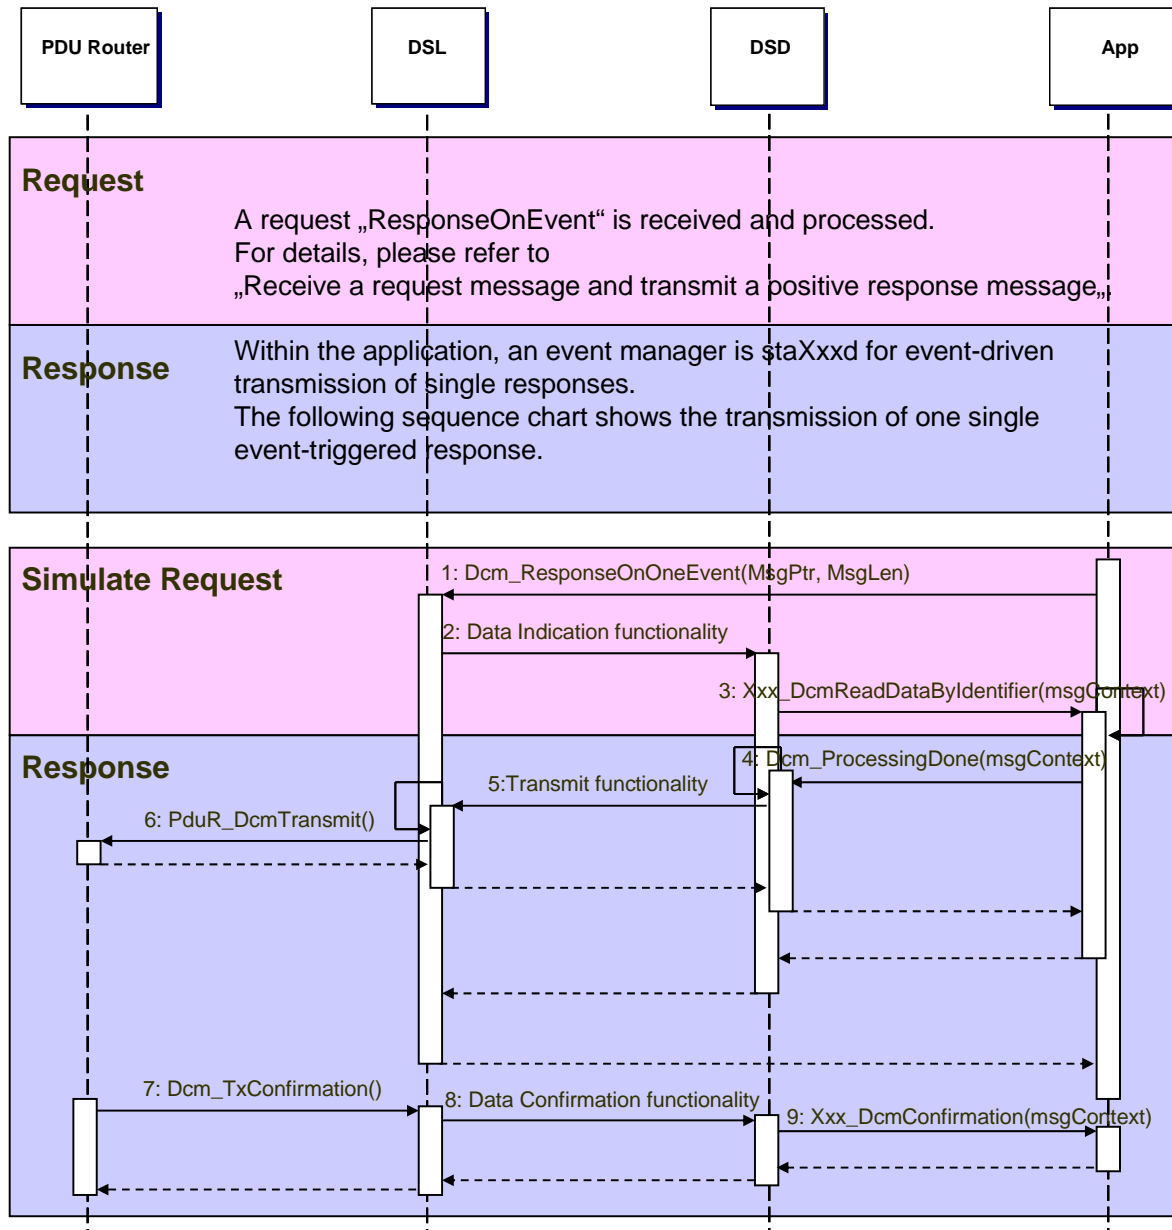 PDU Router
DSL
DSD
App
Request
A request „ResponseOnEvent“ is received and processed.
For details, please refer to
„Receive a request message and transmit a positive response message„.
Response
Within the application, an event manager is staXxxd for event-driven
transmission of single responses.
The following sequence chart shows the transmission of one single
event-triggered response.
Simulate Request
1: Dcm_ResponseOnOneEvent(MsgPtr, MsgLen)
2: Data Indication functionality
3: Xxx_DcmReadDataByIdentifier(msgContext)
Response
4: Dcm_ProcessingDone(msgContext)
5:Transmit functionality
6: PduR_DcmTransmit()
7: Dcm_TxConfirmation()
8: Data Confirmation functionality
9: Xxx_DcmConfirmation(msgContext)